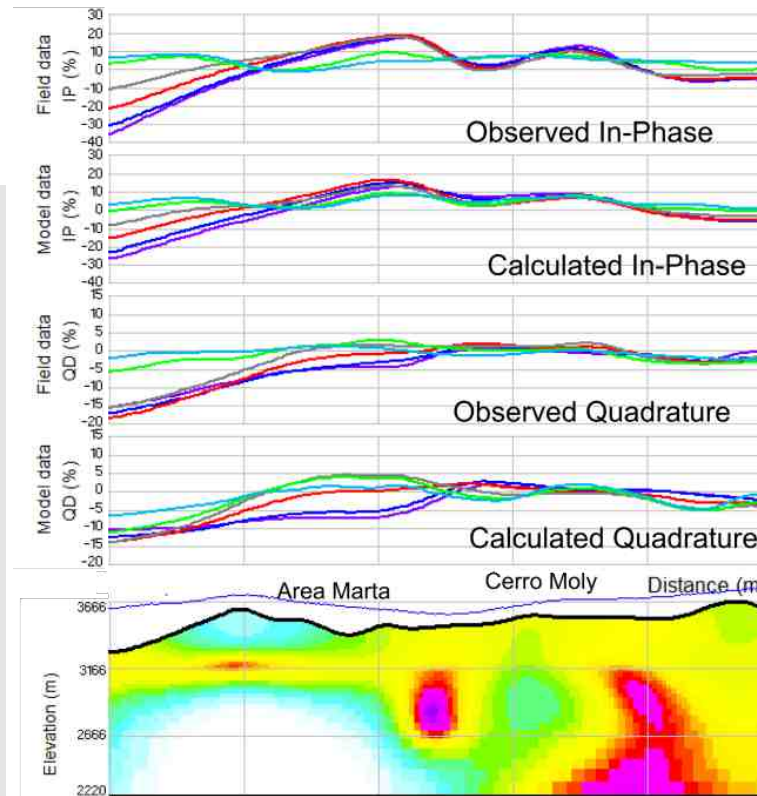 Field data
IP (%)
30
20
10
0
-10
-20
-30
-40
Observed In-Phase
Model data
IP (%)
30
20
10
0
-10
-20
-30
-40
Calculated In-Phase
Field data
QD (%)
15
10
5
0
-5
-10
-15
-20
Observed Quadrature
Model data
QD (%)
15
10
5
0
-5
-10
-15
-20
Calculated Quadrature
Area Marta
Cerro Moly
Distance (m
Elevation (m)
3666
3166
2666
2220